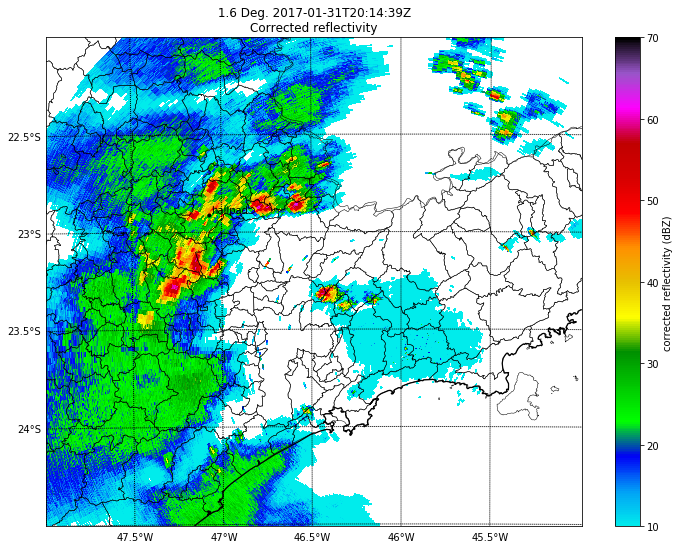 1.6 Deg. 2017-01-31T20:14:39Z
Corrected reflectivity
22.5°S
23°S
23.5°S
24°S
47.5°W
47°W
46.5°W
46°W
45.5°W
70
60
50
40
30
20
10
corrected reflectivity (dBZ)